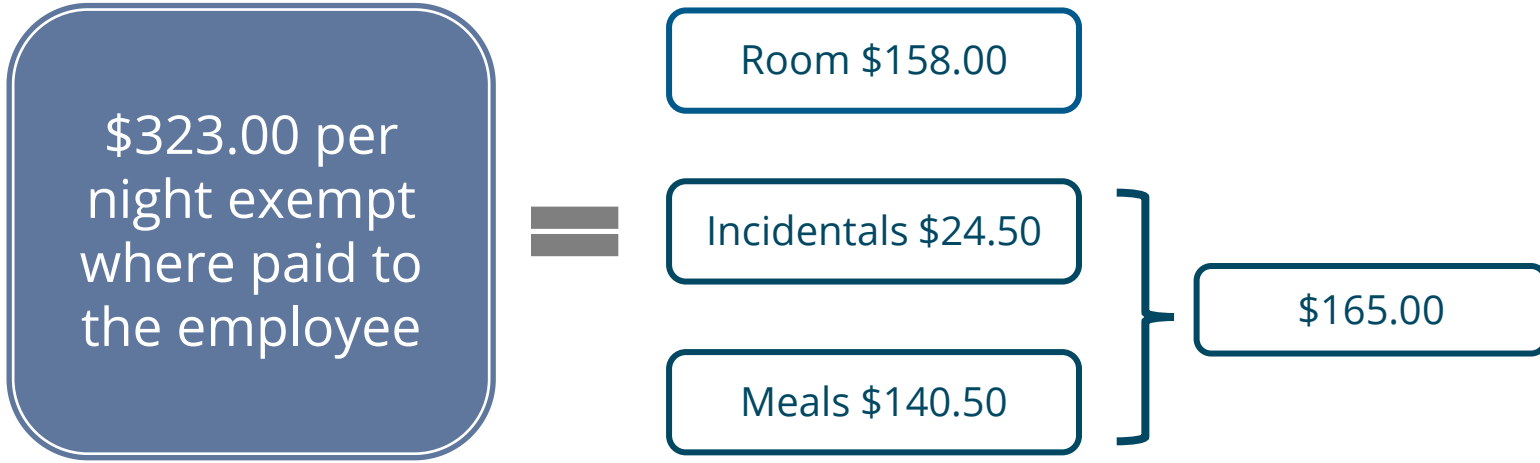 $323.00 per
night exempt
where paid to
the employee
Room $158.00
Incidentals $24.50
Meals $140.50
$165.00